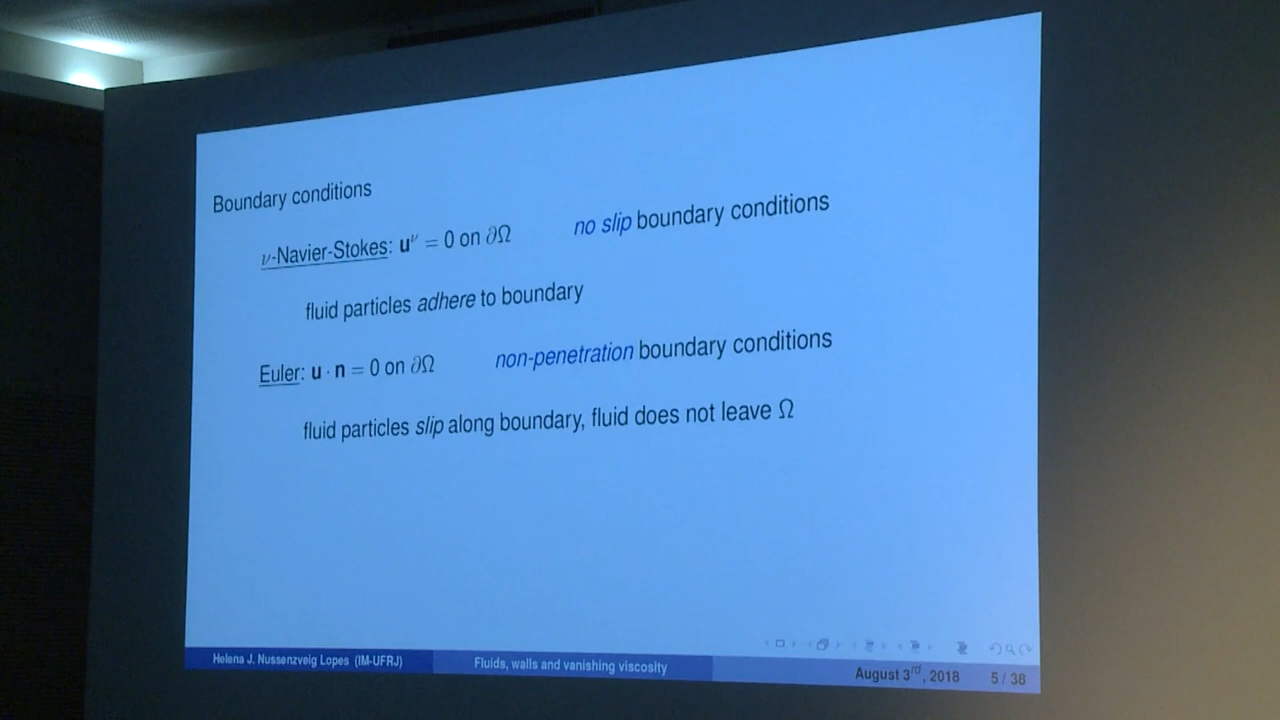 Boundary conditions
ν-Navier-Stokes: u^ν = 0 on ∂Ω no slip boundary conditions
fluid particles adhere to boundary
Euler: u · n = 0 on ∂Ω non-penetration boundary conditions
fluid particles slip along boundary, fluid does not leave Ω
Helena J. Nussenzveig Lopes (IM-UFRJ) Fluids, walls and vanishing viscosity August 3rd, 2018 5 / 38